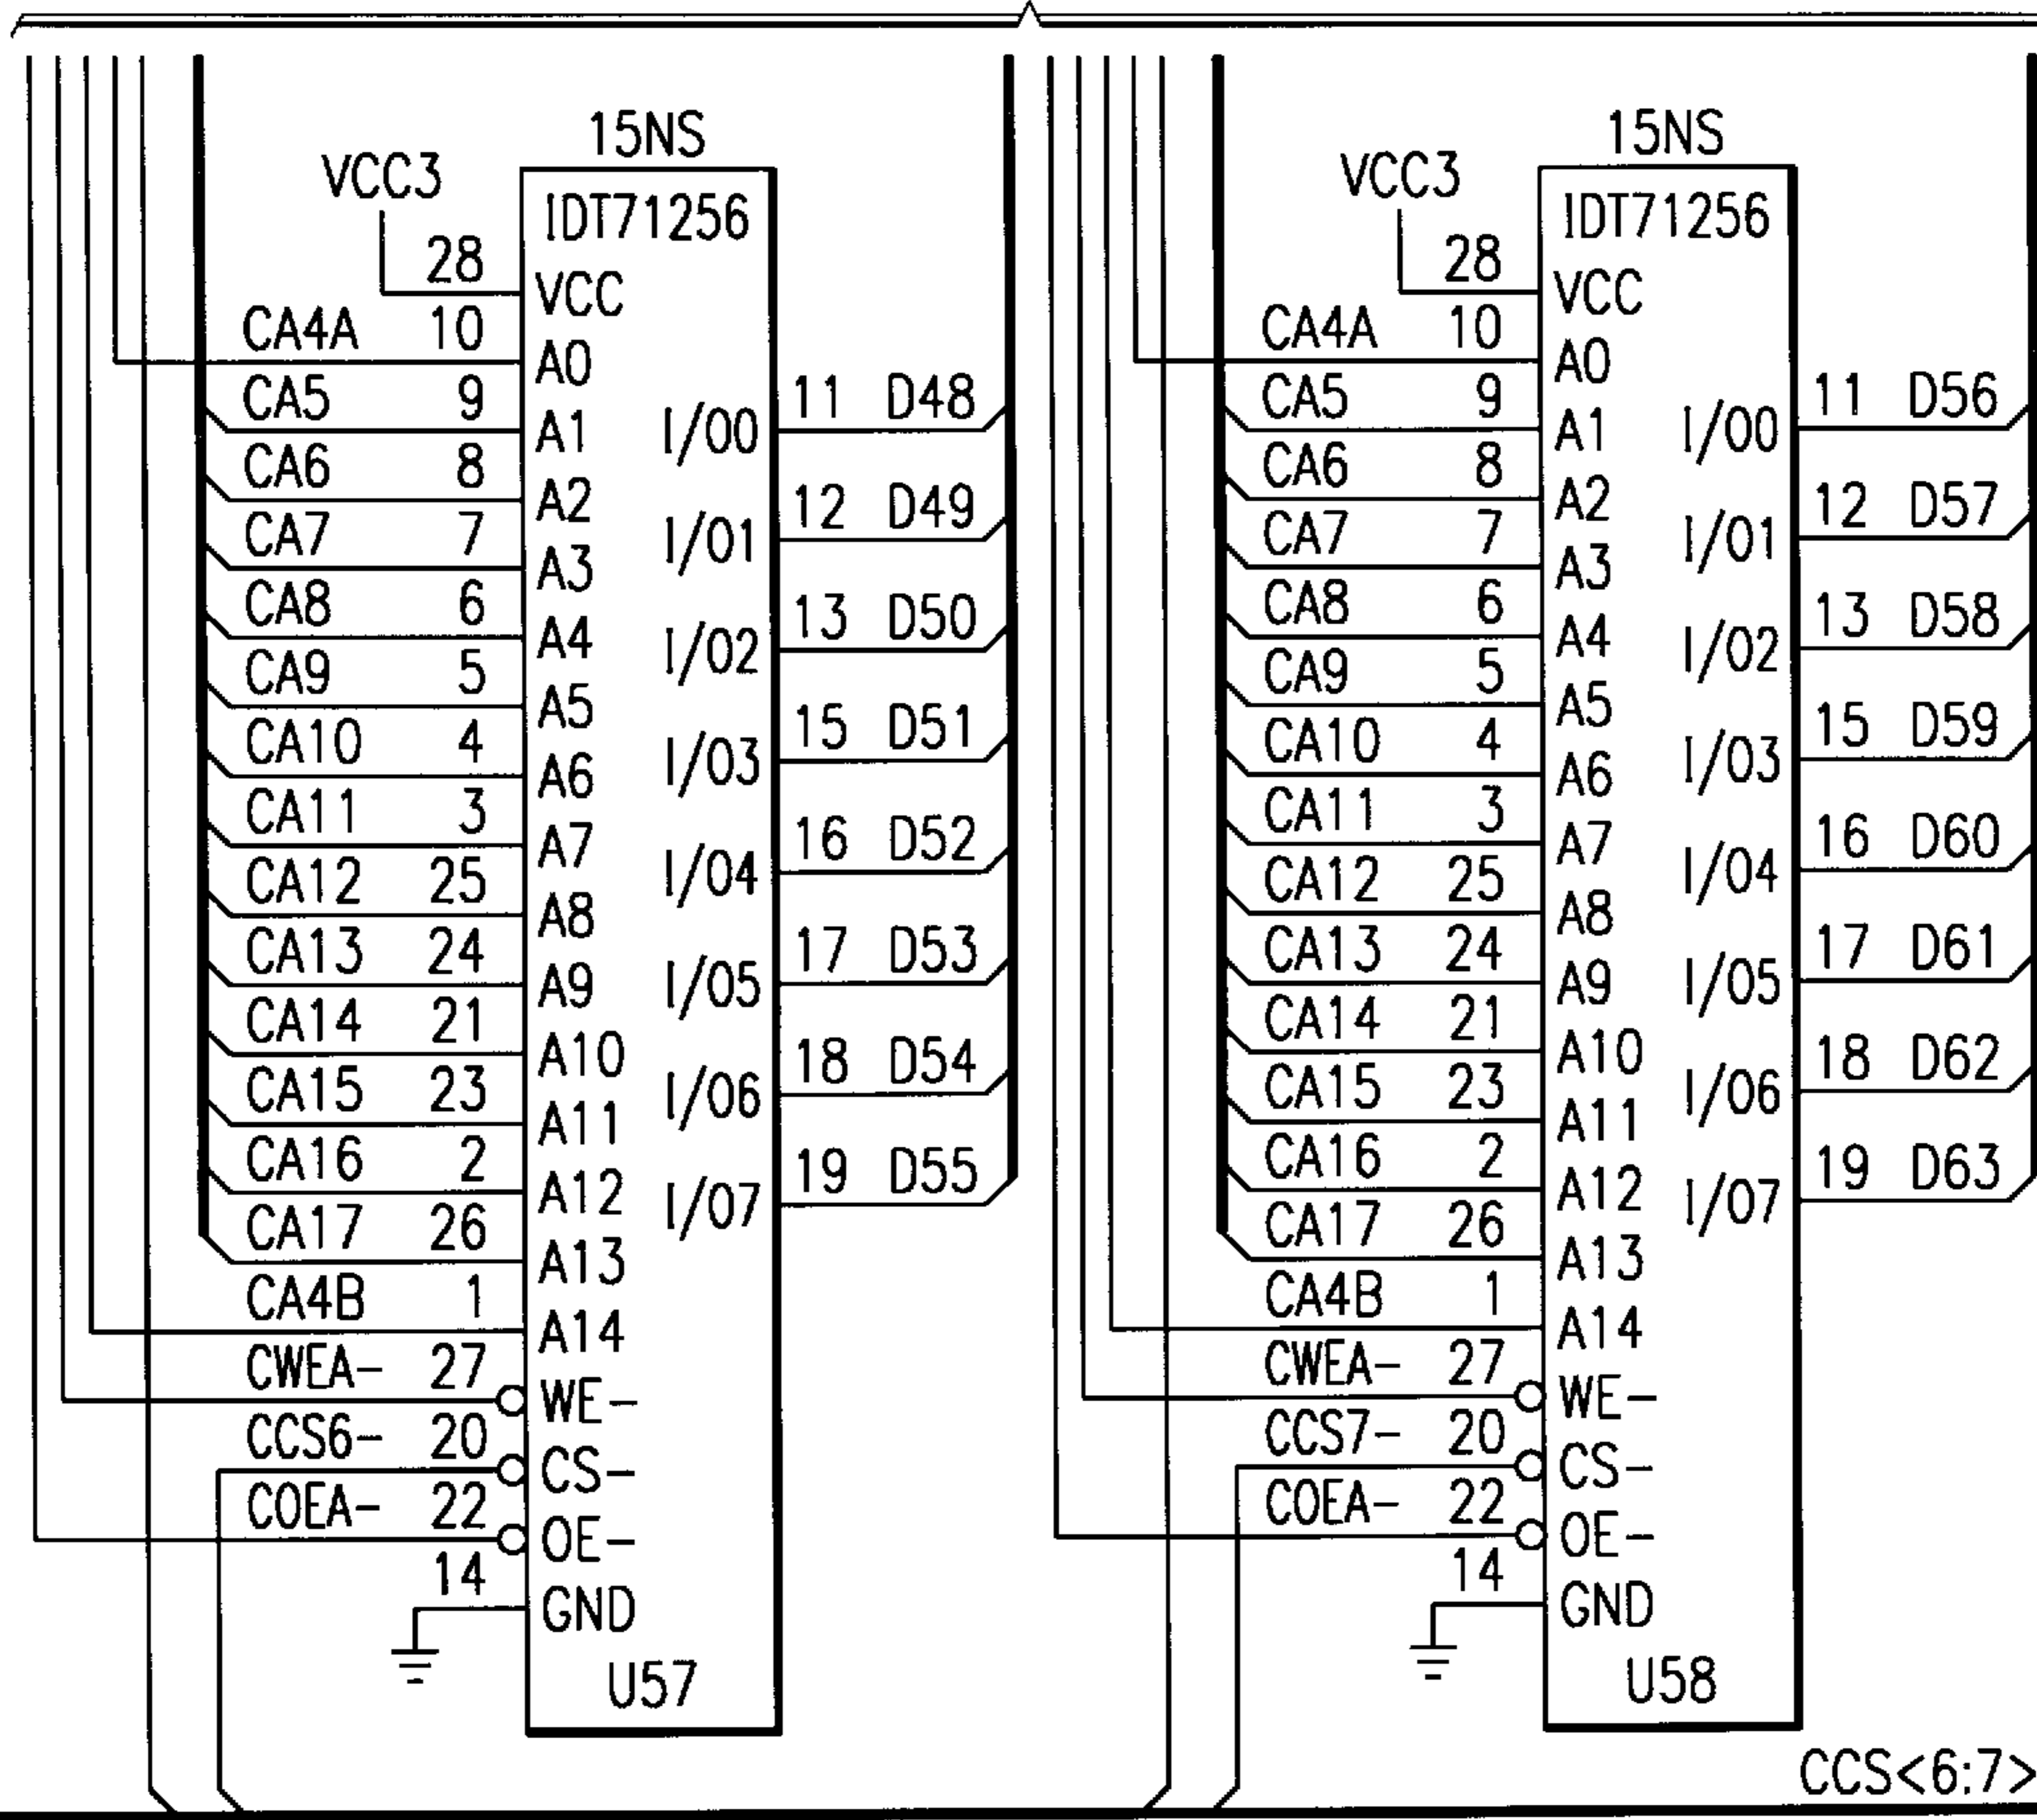 15NS
IDT71256
VCC3
28 VCC
CA4A 10 A0
CA5 9 A1
CA6 8 A2
CA7 7 A3
CA8 6 A4
CA9 5 A5
CA10 4 A6
CA11 3 A7
CA12 25 A8
CA13 24 A9
CA14 21 A10
CA15 23 A11
CA16 2 A12
CA17 26 A13
CA4B 1 A14
CWEA- 27 WE-
CCS6- 20 CS-
COEA- 22 OE-
14 GND
I/O0 11 D48
I/O1 12 D49
I/O2 13 D50
I/O3 15 D51
I/O4 16 D52
I/O5 17 D53
I/O6 18 D54
I/O7 19 D55
U57
15NS
IDT71256
VCC3
28 VCC
CA4A 10 A0
CA5 9 A1
CA6 8 A2
CA7 7 A3
CA8 6 A4
CA9 5 A5
CA10 4 A6
CA11 3 A7
CA12 25 A8
CA13 24 A9
CA14 21 A10
CA15 23 A11
CA16 2 A12
CA17 26 A13
CA4B 1 A14
CWEA- 27 WE-
CCS7- 20 CS-
COEA- 22 OE-
14 GND
I/O0 11 D56
I/O1 12 D57
I/O2 13 D58
I/O3 15 D59
I/O4 16 D60
I/O5 17 D61
I/O6 18 D62
I/O7 19 D63
U58
CCS<6:7>